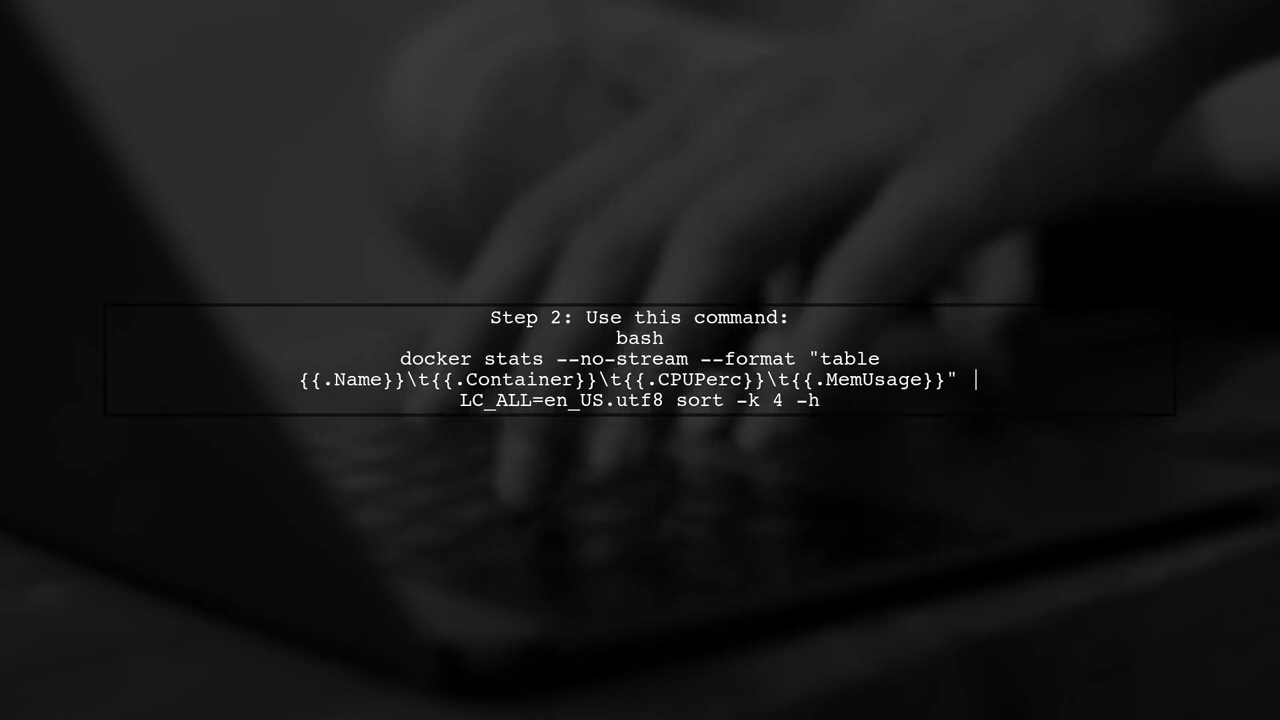 Step 2: Use this command:
bash
docker stats --no-stream --format "table
{{.Name}}\t{{.Container}}\t{{.CPUPerc}}\t{{.MemUsage}}" |
LC_ALL=en_US.utf8 sort -k 4 -h